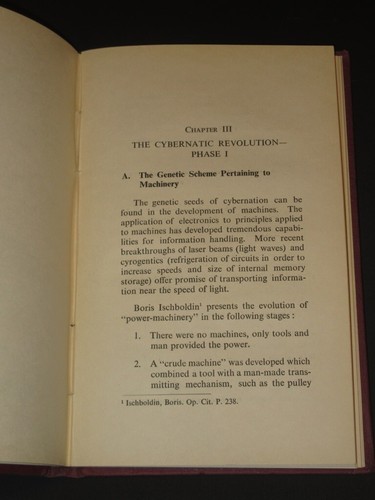 CHAPTER III
THE CYBERNATIC REVOLUTION—
PHASE I
A. The Genetic Scheme Pertaining to
Machinery
The genetic seeds of cybernation can be
found in the development of machines. The
application of electronics to principles applied
to machines has developed tremendous capabi-
lities for information handling. More recent
breakthroughs of laser beams (light waves) and
cyrogentics (refrigeration of circuits in order to
increase speeds and size of internal memory
storage) offer promise of transporting informa-
tion near the speed of light.
Boris Ischboldin¹ presents the evolution of
"power-machinery" in the following stages :
1. There were no machines, only tools and
man provided the power.
2. A "crude machine" was developed which
combined a tool with a man-made trans-
mitting mechanism, such as the pulley
¹ Ischboldin, Boris. Op. Cit. P. 238.